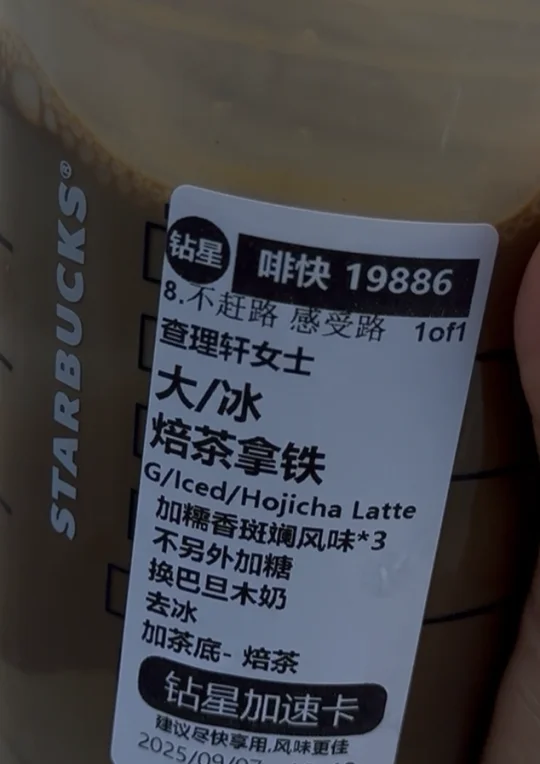 STARBUCKS®
钻星
啡快 19886
8.不赶路 感受路 1of1
查理轩女士
大/冰
焙茶拿铁
G/Iced/Hojicha Latte
加糯香斑斓风味*3
不另外加糖
换巴旦木奶
去冰
加茶底- 焙茶
钻星加速卡
建议尽快享用,风味更佳
2025/09/07